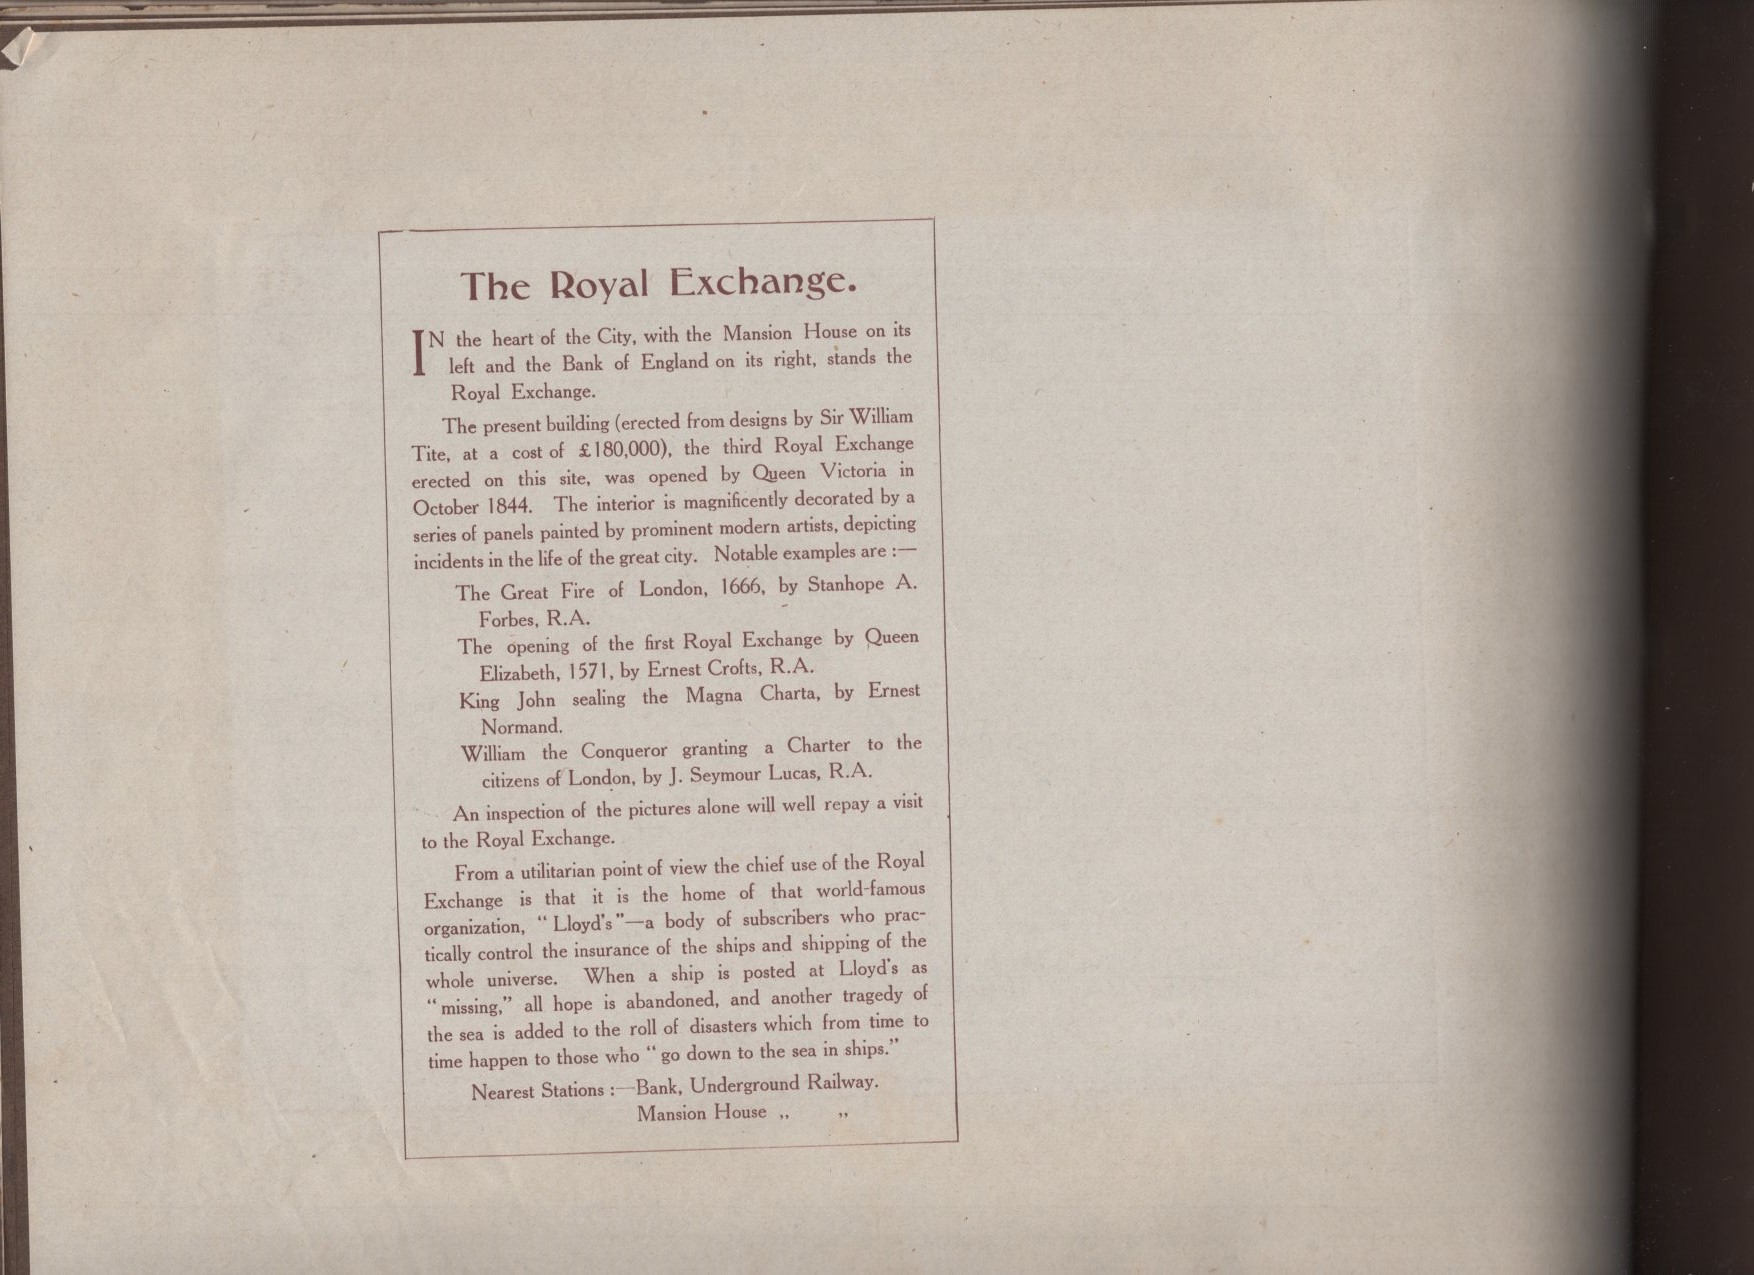 The Royal Exchange.
IN the heart of the City, with the Mansion House on its
left and the Bank of England on its right, stands the
Royal Exchange.
The present building (erected from designs by Sir William
Tite, at a cost of £180,000), the third Royal Exchange
erected on this site, was opened by Queen Victoria in
October 1844. The interior is magnificently decorated by a
series of panels painted by prominent modern artists, depicting
incidents in the life of the great city. Notable examples are :—
The Great Fire of London, 1666, by Stanhope A.
Forbes, R.A.
The opening of the first Royal Exchange by Queen
Elizabeth, 1571, by Ernest Crofts, R.A.
King John sealing the Magna Charta, by Ernest
Normand.
William the Conqueror granting a Charter to the
citizens of London, by J. Seymour Lucas, R.A.
An inspection of the pictures alone will well repay a visit
to the Royal Exchange.
From a utilitarian point of view the chief use of the Royal
Exchange is that it is the home of that world-famous
organization, "Lloyd's"—a body of subscribers who prac-
tically control the insurance of the ships and shipping of the
whole universe. When a ship is posted at Lloyd's as
"missing," all hope is abandoned, and another tragedy of
the sea is added to the roll of disasters which from time to
time happen to those who "go down to the sea in ships."
Nearest Stations :—Bank, Underground Railway.
Mansion House ,, ,,